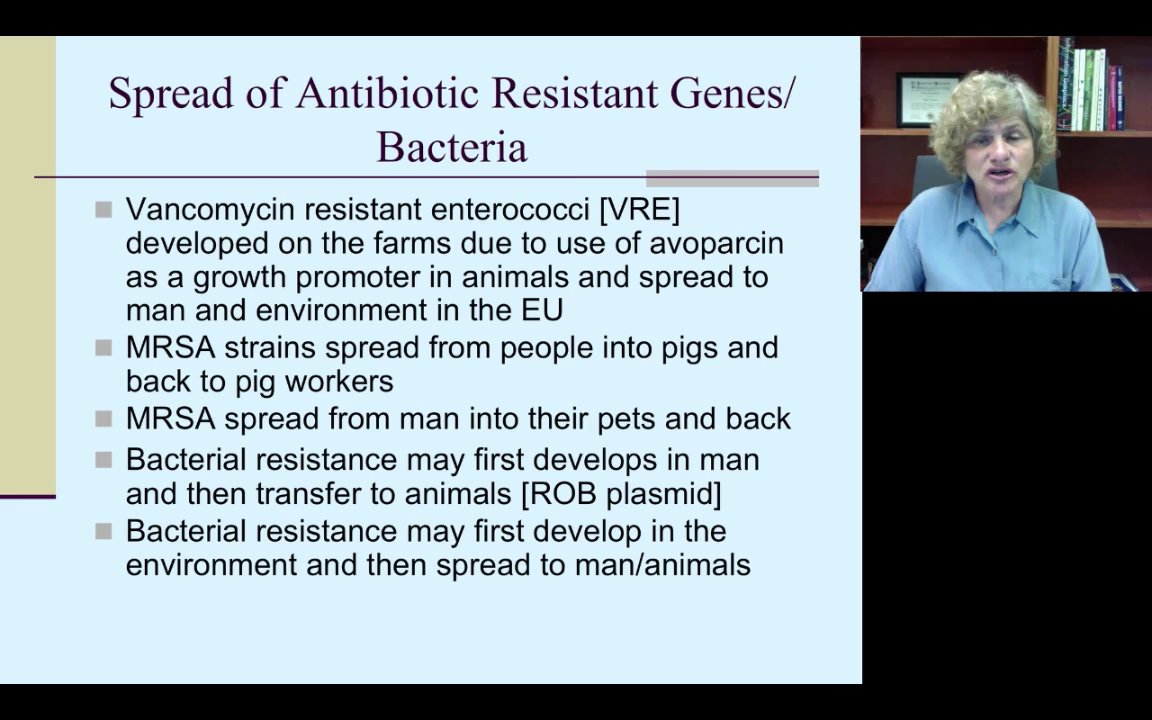 Spread of Antibiotic Resistant Genes/
Bacteria
Vancomycin resistant enterococci [VRE]
developed on the farms due to use of avoparcin
as a growth promoter in animals and spread to
man and environment in the EU
MRSA strains spread from people into pigs and
back to pig workers
MRSA spread from man into their pets and back
Bacterial resistance may first develops in man
and then transfer to animals [ROB plasmid]
Bacterial resistance may first develop in the
environment and then spread to man/animals